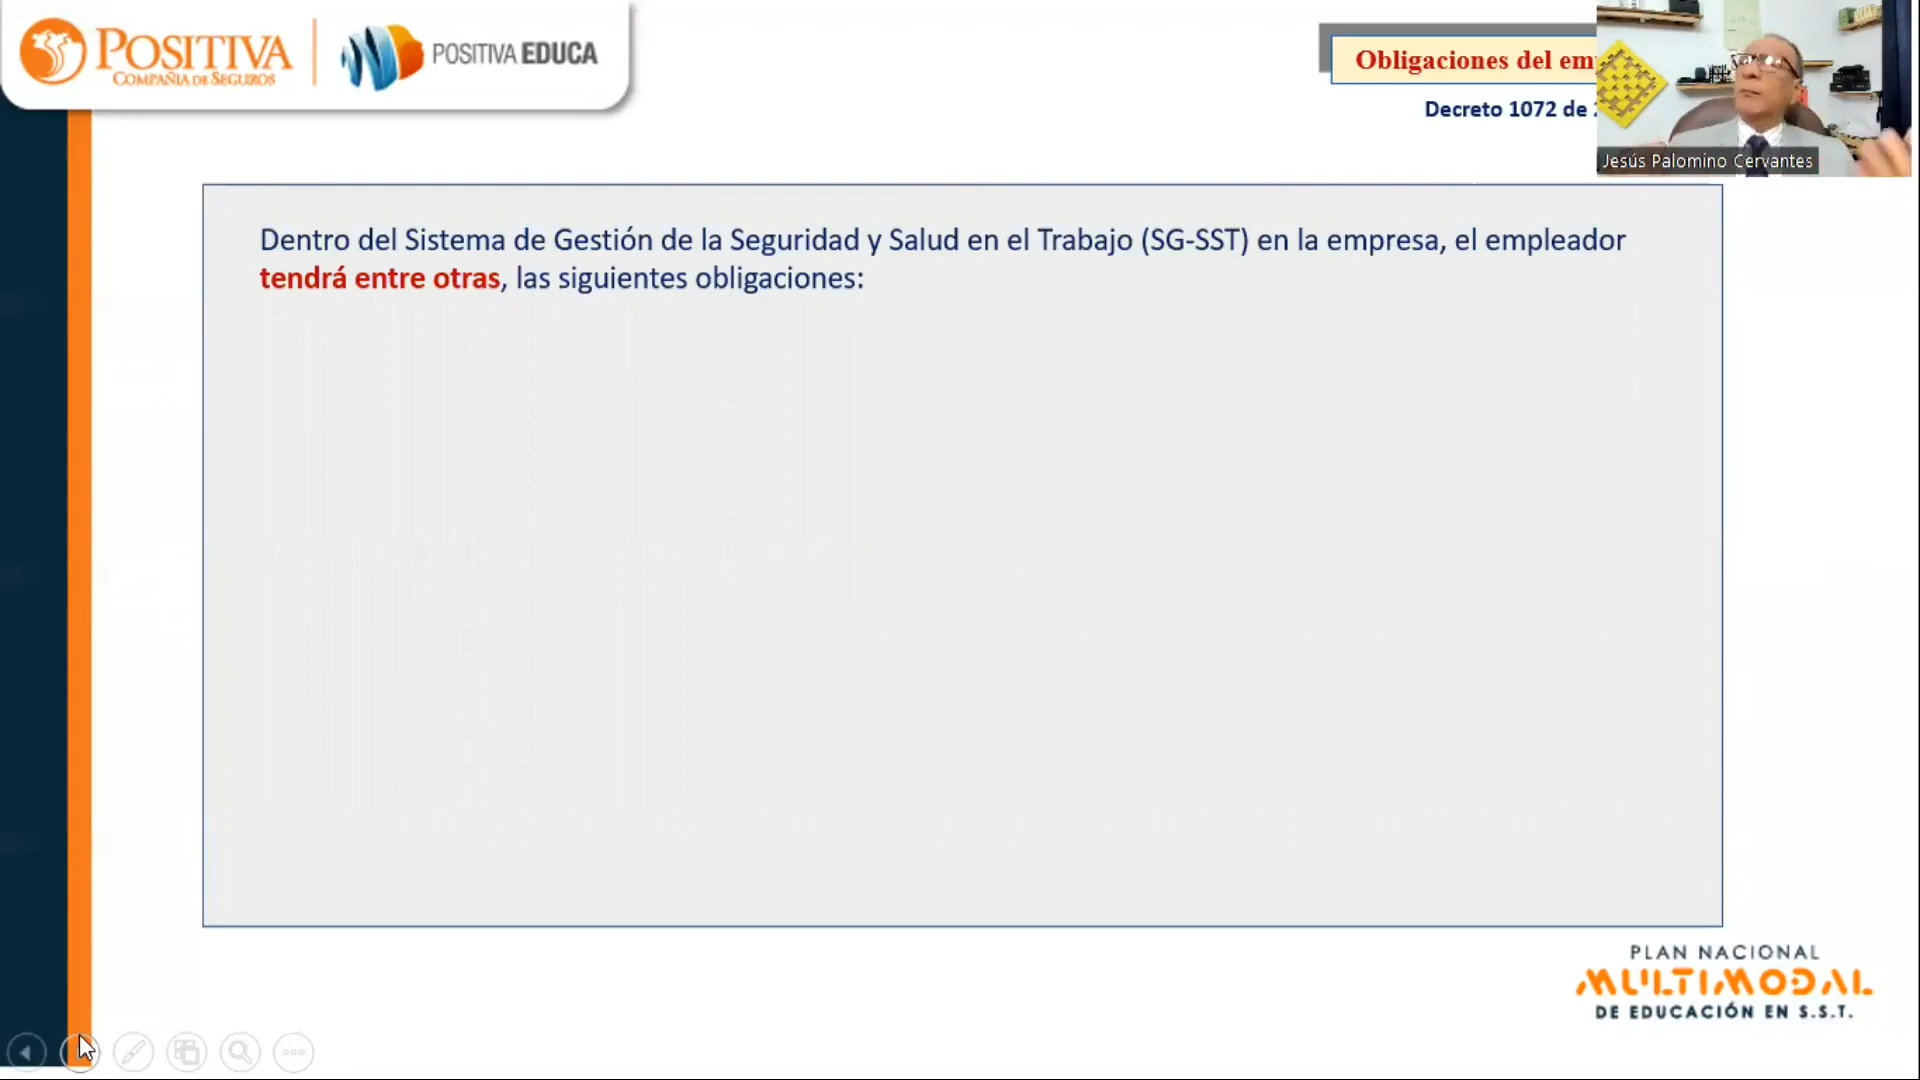 POSITIVA
COMPAÑIA DE SEGUROS
POSITIVA EDUCA
Obligaciones del em
Decreto 1072 de
Jesús Palomino Cervantes
Dentro del Sistema de Gestión de la Seguridad y Salud en el Trabajo (SG-SST) en la empresa, el empleador
tendrá entre otras, las siguientes obligaciones:
PLAN NACIONAL
MULTIMODAL
DE EDUCACIÓN EN S.S.T.